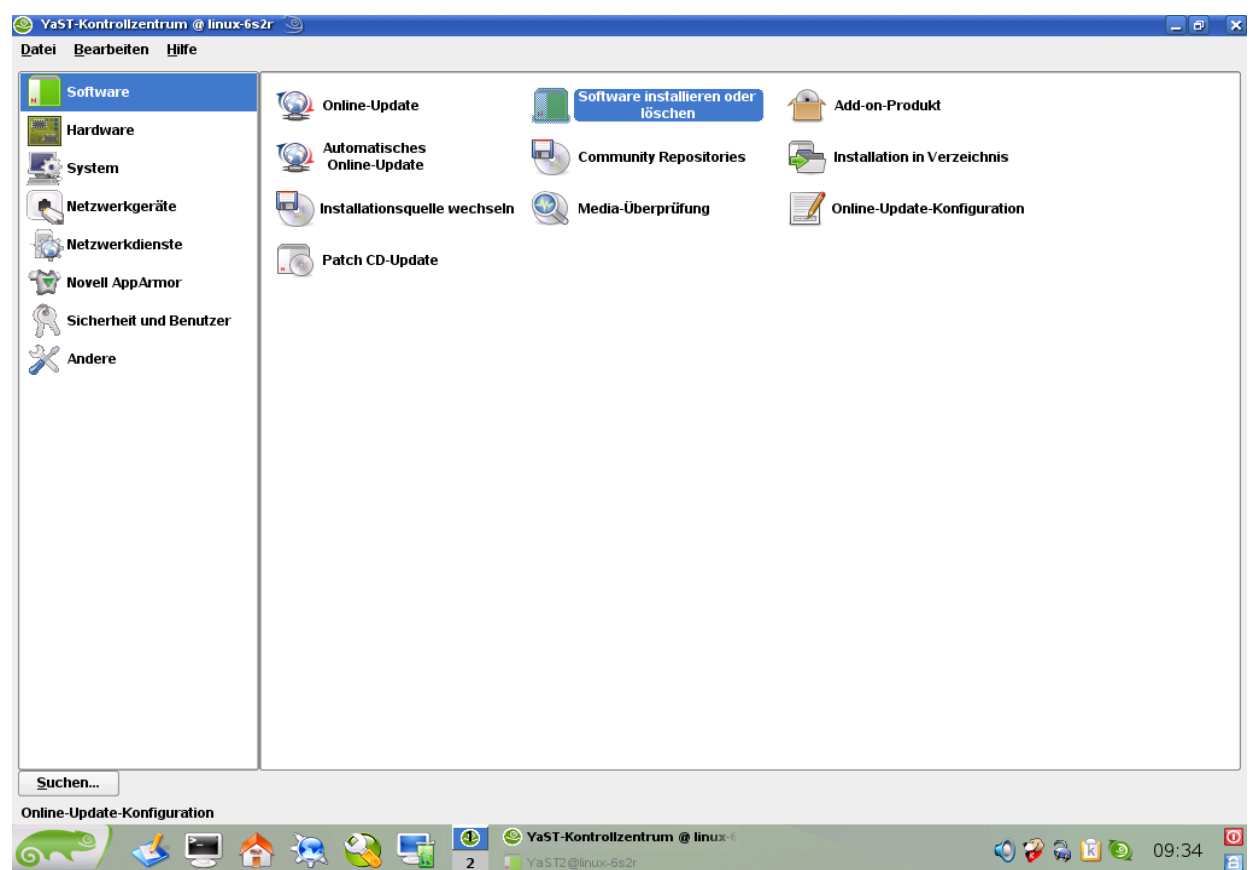 YaST-Kontrollzentrum @ linux-6s2r
Datei Bearbeiten Hilfe
Software
Hardware
System
Netzwerkgeräte
Netzwerkdienste
Novell AppArmor
Sicherheit und Benutzer
Andere
Online-Update
Software installieren oder
löschen
Add-on-Produkt
Automatisches
Online-Update
Community Repositories
Installation in Verzeichnis
Installationsquelle wechseln
Media-Überprüfung
Online-Update-Konfiguration
Patch CD-Update
Suchen...
Online-Update-Konfiguration
1
2
YaST-Kontrollzentrum @ linux-6
YaST2@linux-6s2r
09:34